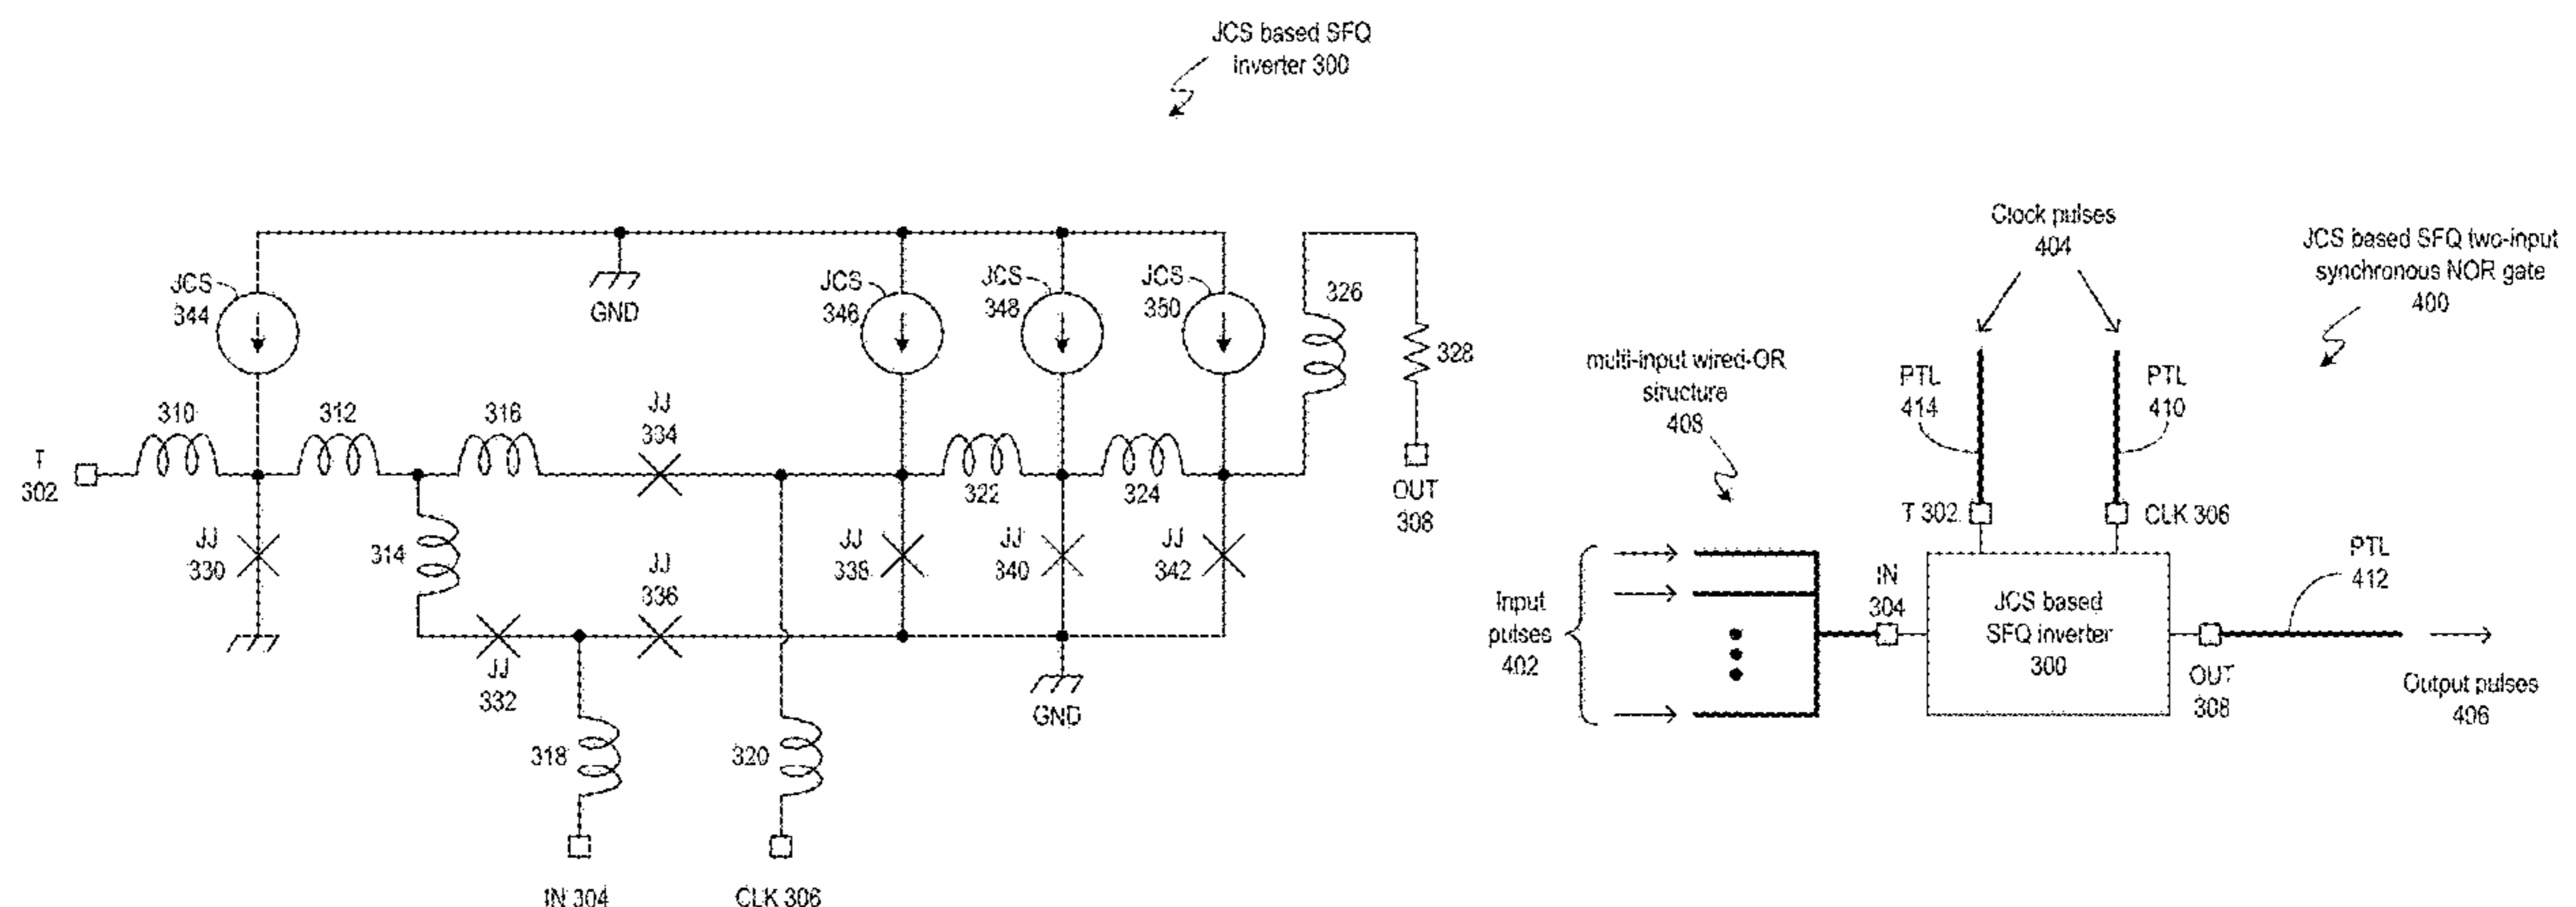 JCS based SFQ
inverter 300
JCS
344
GND
JCS
346
JCS
348
JCS
350
326
328
310
312
316
JJ
334
T
302
322
324
OUT
308
JJ
330
314
JJ
332
JJ
336
JJ
338
JJ
340
JJ
342
GND
318
320
IN 304
CLK 306
Clock pulses
404
JCS based SFQ two-input
synchronous NOR gate
400
multi-input wired-OR
structure
408
PTL
414
PTL
410
T 302
CLK 306
Input
pulses
402
IN
304
JCS based
SFQ inverter
300
PTL
412
OUT
308
Output pulses
406